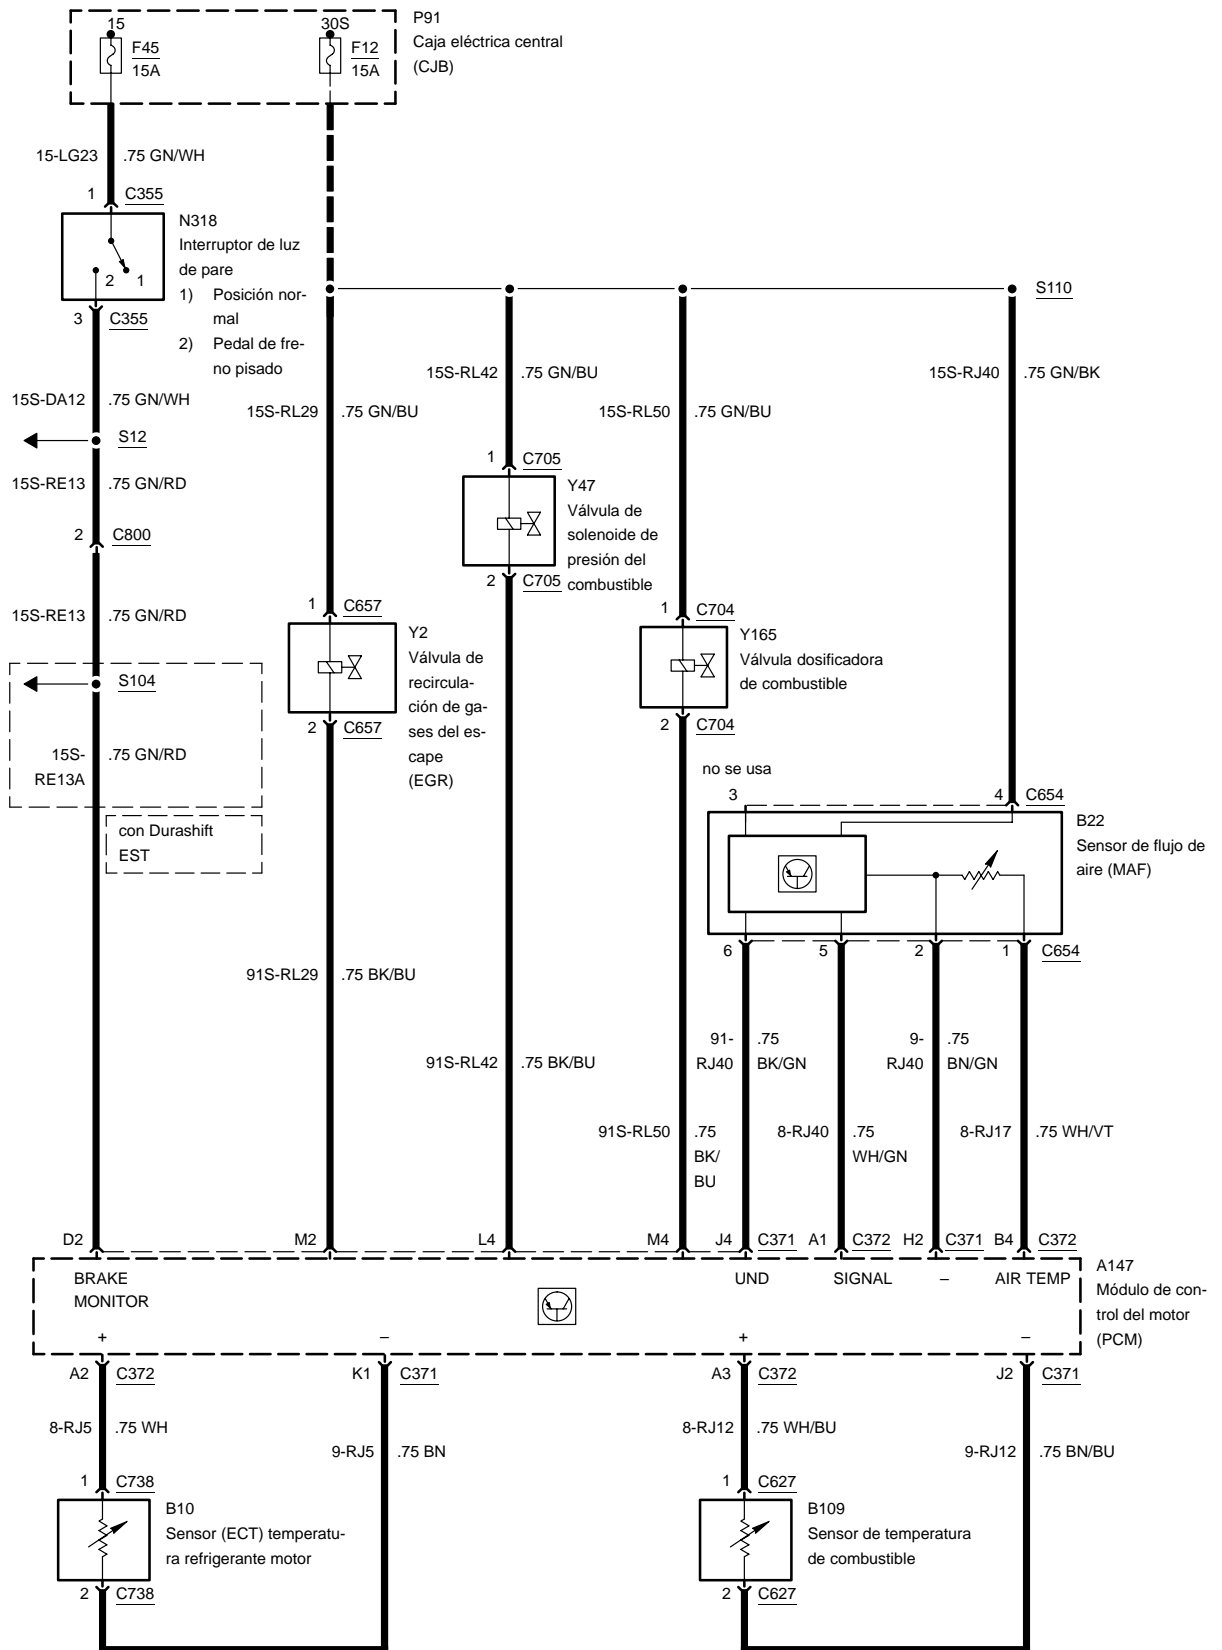 P91
Caja eléctrica central
(CJB)
15
F45
15A
30S
F12
15A
15-LG23
.75 GN/WH
1
C355
N318
Interruptor de luz
de pare
1) Posición nor-
mal
2) Pedal de fre-
no pisado
2
1
3
C355
S110
15S-DA12
.75 GN/WH
S12
15S-RE13
.75 GN/RD
2
C800
15S-RE13
.75 GN/RD
S104
15S-
RE13A
.75 GN/RD
con Durashift
EST
15S-RL29
.75 GN/BU
15S-RL42
.75 GN/BU
15S-RL50
.75 GN/BU
15S-RJ40
.75 GN/BK
1
C705
Y47
Válvula de
solenoide de
presión del
combustible
2
C705
1
C657
Y2
Válvula de
recircula-
ción de ga-
ses del es-
cape
(EGR)
2
C657
1
C704
Y165
Válvula dosificadora
de combustible
2
C704
no se usa
3
4
C654
B22
Sensor de flujo de
aire (MAF)
6
5
2
1
C654
91S-RL29
.75 BK/BU
91S-RL42
.75 BK/BU
91S-RL50
.75
BK/
BU
91-
RJ40
.75
BK/GN
8-RJ40
.75
WH/GN
9-
RJ40
.75
BN/GN
8-RJ17
.75 WH/VT
D2
M2
L4
M4
J4
C371
A1
C372
H2
C371
B4
C372
BRAKE
MONITOR
UND
SIGNAL
–
AIR TEMP
A147
Módulo de con-
trol del motor
(PCM)
+
–
+
–
A2
C372
K1
C371
A3
C372
J2
C371
8-RJ5
.75 WH
9-RJ5
.75 BN
8-RJ12
.75 WH/BU
9-RJ12
.75 BN/BU
1
C738
B10
Sensor (ECT) temperatu-
ra refrigerante motor
2
C738
1
C627
B109
Sensor de temperatura
de combustible
2
C627